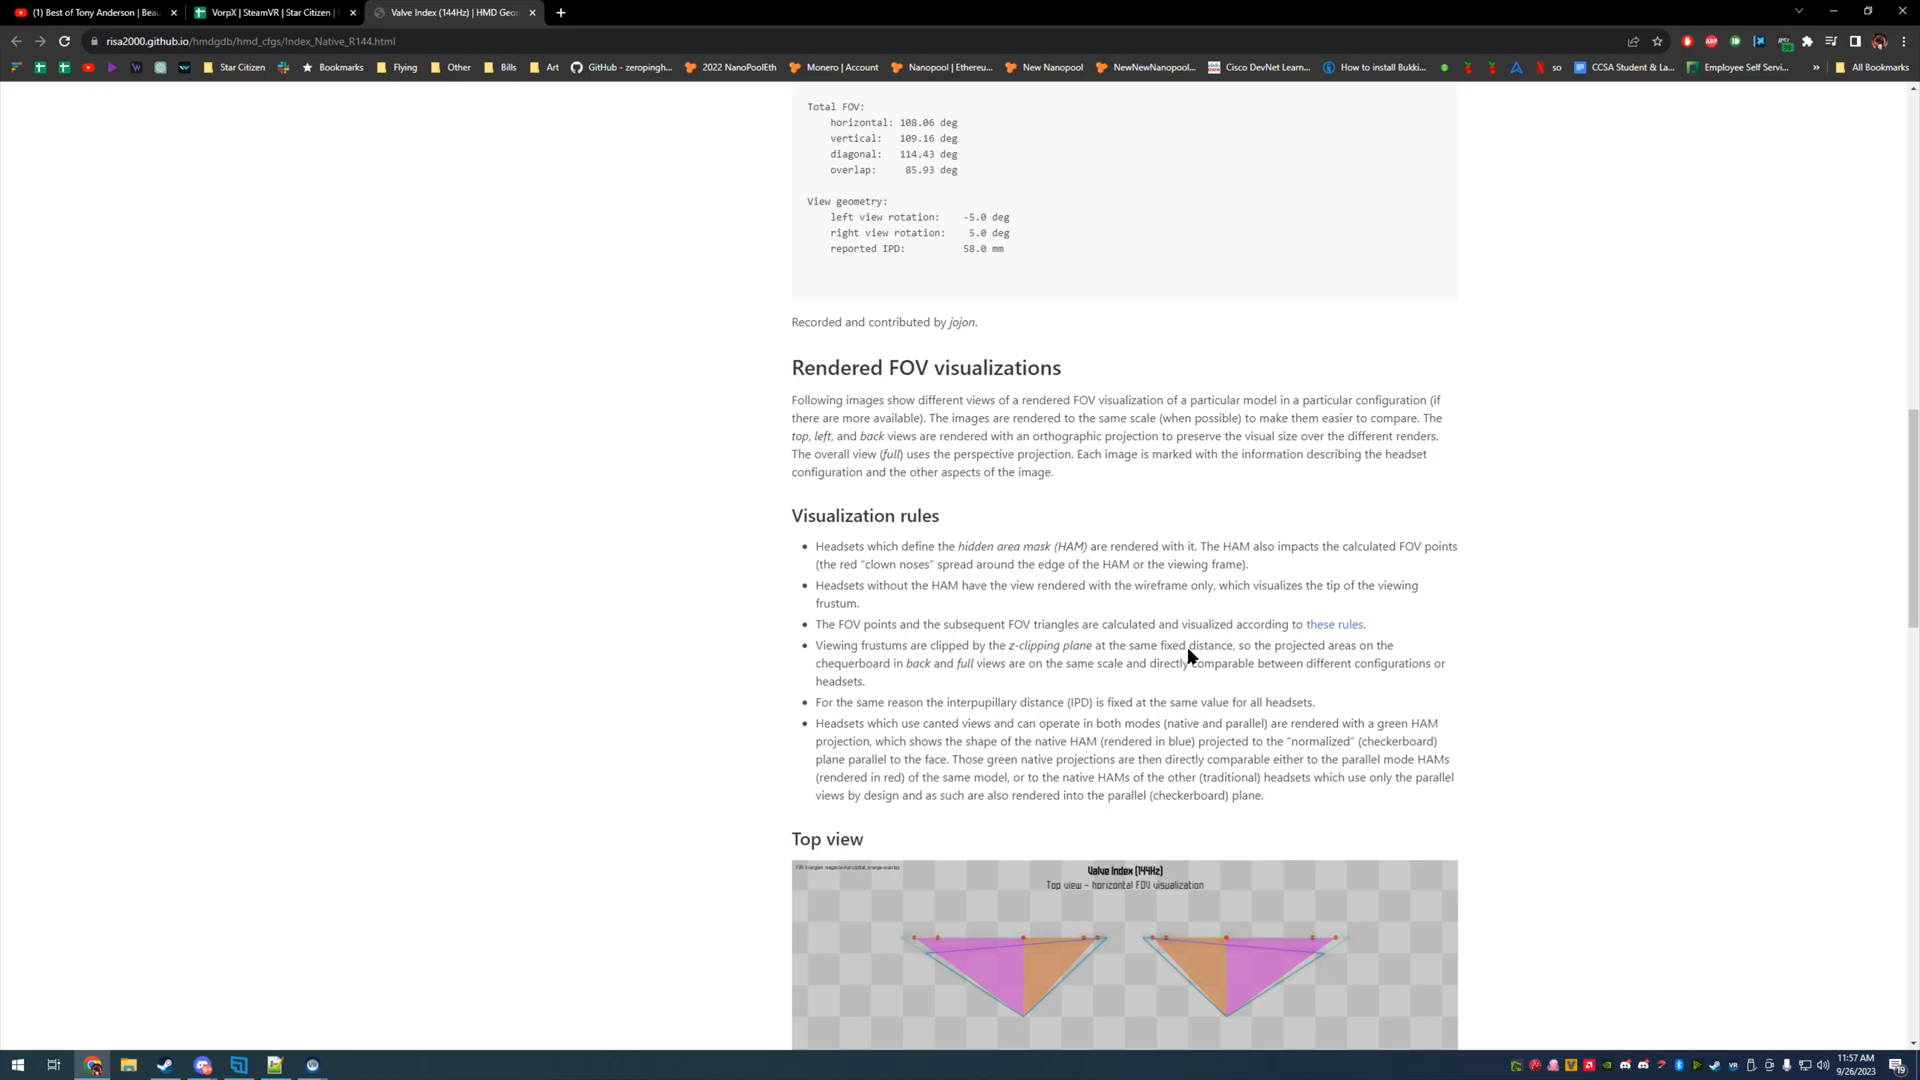 (1) Best of Tony Anderson | Beau
VorpX | SteamVR | Star Citizen |
Valve Index (144Hz) | HMD Geo
risa2000.github.io/hmdgdb/hmd_cfgs/Index_Native_R144.html
Star Citizen
Bookmarks
Flying
Other
Bills
Art
GitHub - zeropingh...
2022 NanoPoolEth
Monero | Account
Nanopool | Ethereu...
New Nanopool
NewNewNanopool...
Cisco DevNet Learn...
How to install Bukki...
so
CCSA Student & La...
Employee Self Servi...
»
All Bookmarks
Total FOV:
horizontal: 108.06 deg
vertical: 109.16 deg
diagonal: 114.43 deg
overlap: 85.93 deg
View geometry:
left view rotation: -5.0 deg
right view rotation: 5.0 deg
reported IPD: 58.0 mm
Recorded and contributed by jojon.
Rendered FOV visualizations
Following images show different views of a rendered FOV visualization of a particular model in a particular configuration (if
there are more available). The images are rendered to the same scale (when possible) to make them easier to compare. The
top, left, and back views are rendered with an orthographic projection to preserve the visual size over the different renders.
The overall view (full) uses the perspective projection. Each image is marked with the information describing the headset
configuration and the other aspects of the image.
Visualization rules
• Headsets which define the hidden area mask (HAM) are rendered with it. The HAM also impacts the calculated FOV points
(the red "clown noses" spread around the edge of the HAM or the viewing frame).
• Headsets without the HAM have the view rendered with the wireframe only, which visualizes the tip of the viewing
frustum.
• The FOV points and the subsequent FOV triangles are calculated and visualized according to these rules.
• Viewing frustums are clipped by the z-clipping plane at the same fixed distance, so the projected areas on the
chequerboard in back and full views are on the same scale and directly comparable between different configurations or
headsets.
• For the same reason the interpupillary distance (IPD) is fixed at the same value for all headsets.
• Headsets which use canted views and can operate in both modes (native and parallel) are rendered with a green HAM
projection, which shows the shape of the native HAM (rendered in blue) projected to the "normalized" (checkerboard)
plane parallel to the face. Those green native projections are then directly comparable either to the parallel mode HAMs
(rendered in red) of the same model, or to the native HAMs of the other (traditional) headsets which use only the parallel
views by design and as such are also rendered into the parallel (checkerboard) plane.
Top view
Valve Index (144Hz)
Top view - horizontal FOV visualization
11:57 AM
9/26/2023